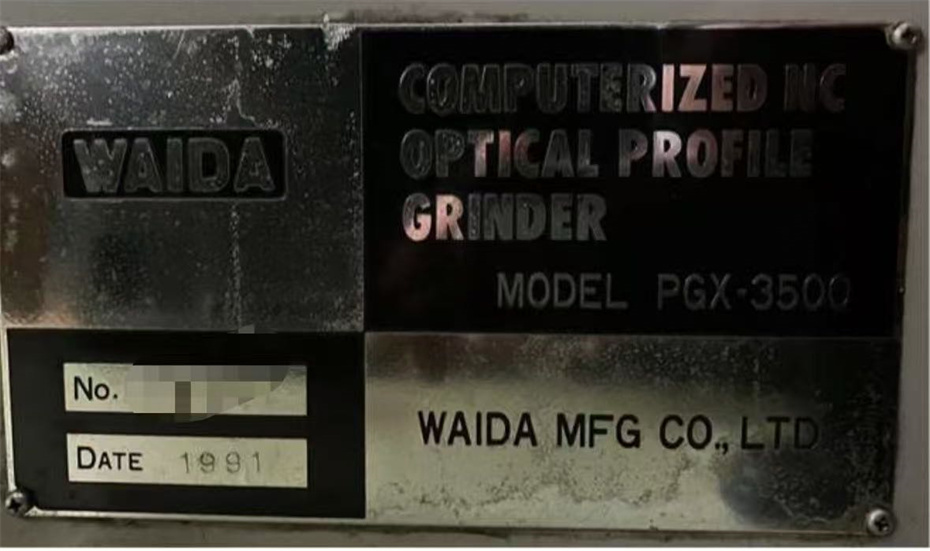 WAIDA
COMPUTERIZED NC
OPTICAL PROFILE
GRINDER
MODEL PGX-3500
No.
DATE 1991
WAIDA MFG CO., LTD